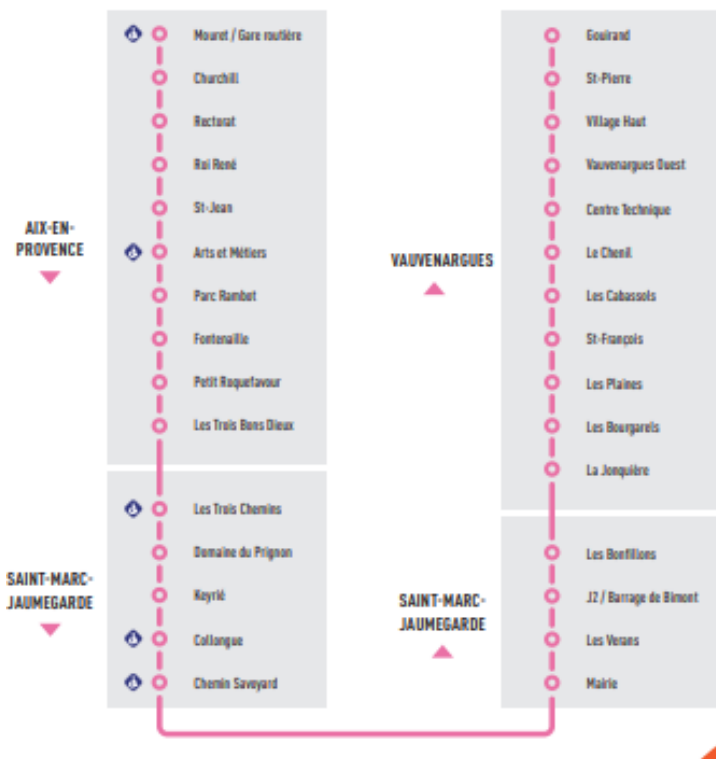 AIX-EN-
PROVENCE
Mouret / Gare routière
Churchill
Rectorat
Roi René
St-Jean
Arts et Métiers
Parc Rambot
Fontenaille
Petit Roquefavour
Les Trois Bons Dieux
SAINT-MARC-
JAUMEGARDE
Les Trois Chemins
Domaine du Prignon
Keyrié
Collongue
Chemin Savoyard
VAUVENARGUES
Gouirand
St-Pierre
Village Haut
Vauvenargues Ouest
Centre Technique
Le Chenil
Les Cabassols
St-François
Les Plaines
Les Bourgarels
La Jonquière
SAINT-MARC-
JAUMEGARDE
Les Bonfillons
J2 / Barrage de Bimont
Les Verans
Mairie